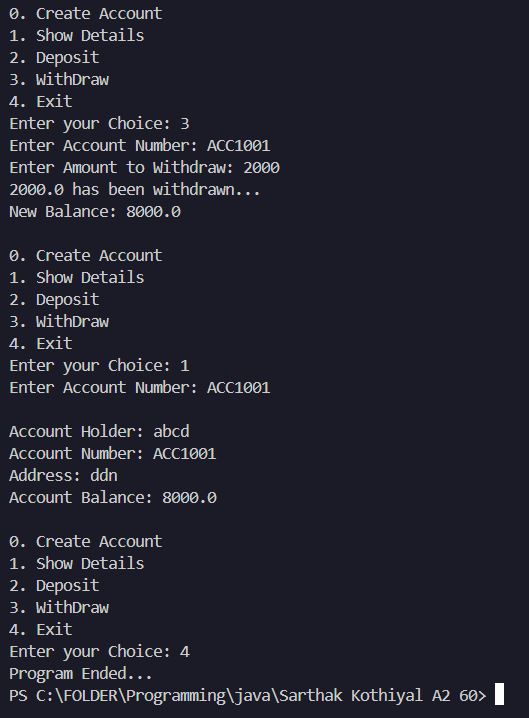 0. Create Account
1. Show Details
2. Deposit
3. WithDraw
4. Exit
Enter your Choice: 3
Enter Account Number: ACC1001
Enter Amount to Withdraw: 2000
2000.0 has been withdrawn...
New Balance: 8000.0

0. Create Account
1. Show Details
2. Deposit
3. WithDraw
4. Exit
Enter your Choice: 1
Enter Account Number: ACC1001

Account Holder: abcd
Account Number: ACC1001
Address: ddn
Account Balance: 8000.0

0. Create Account
1. Show Details
2. Deposit
3. WithDraw
4. Exit
Enter your Choice: 4
Program Ended...
PS C:\FOLDER\Programming\java\Sarthak Kothiyal A2 60>